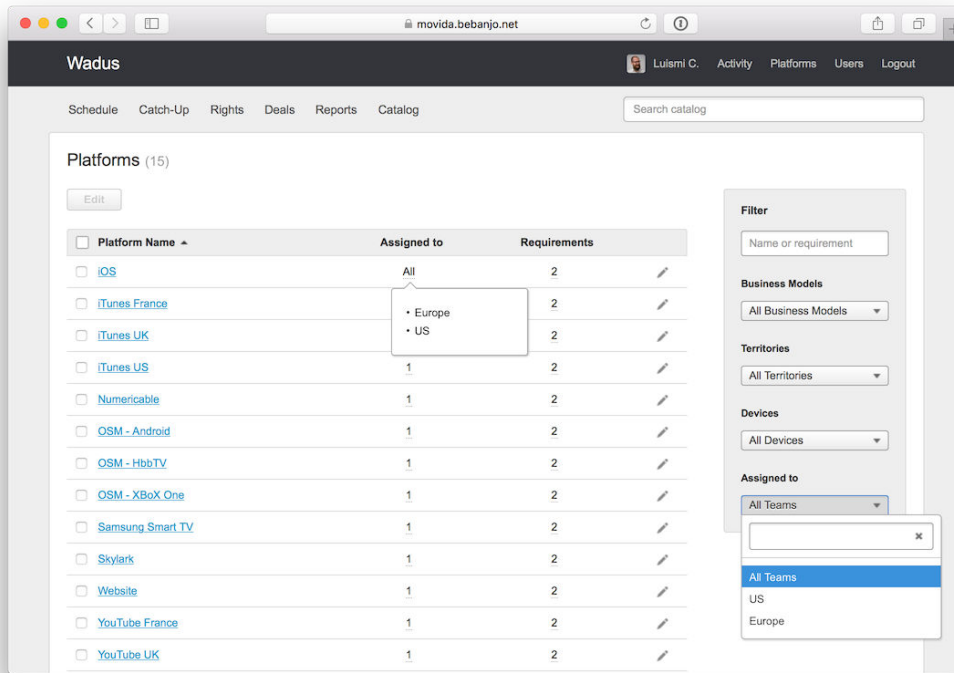 movida.bebanjo.net
Wadus
Luismi C. Activity Platforms Users Logout
Schedule Catch-Up Rights Deals Reports Catalog
Search catalog
Platforms (15)
Edit
Platform Name Assigned to Requirements
iOS All 2
• Europe
• US
iTunes France 2
iTunes UK 2
iTunes US 1 2
Numericable 1 2
OSM - Android 1 2
OSM - HbbTV 1 2
OSM - XBoX One 1 2
Samsung Smart TV 1 2
Skylark 1 2
Website 1 2
YouTube France 1 2
YouTube UK 1 2
Filter
Name or requirement
Business Models
All Business Models
Territories
All Territories
Devices
All Devices
Assigned to
All Teams
All Teams
US
Europe